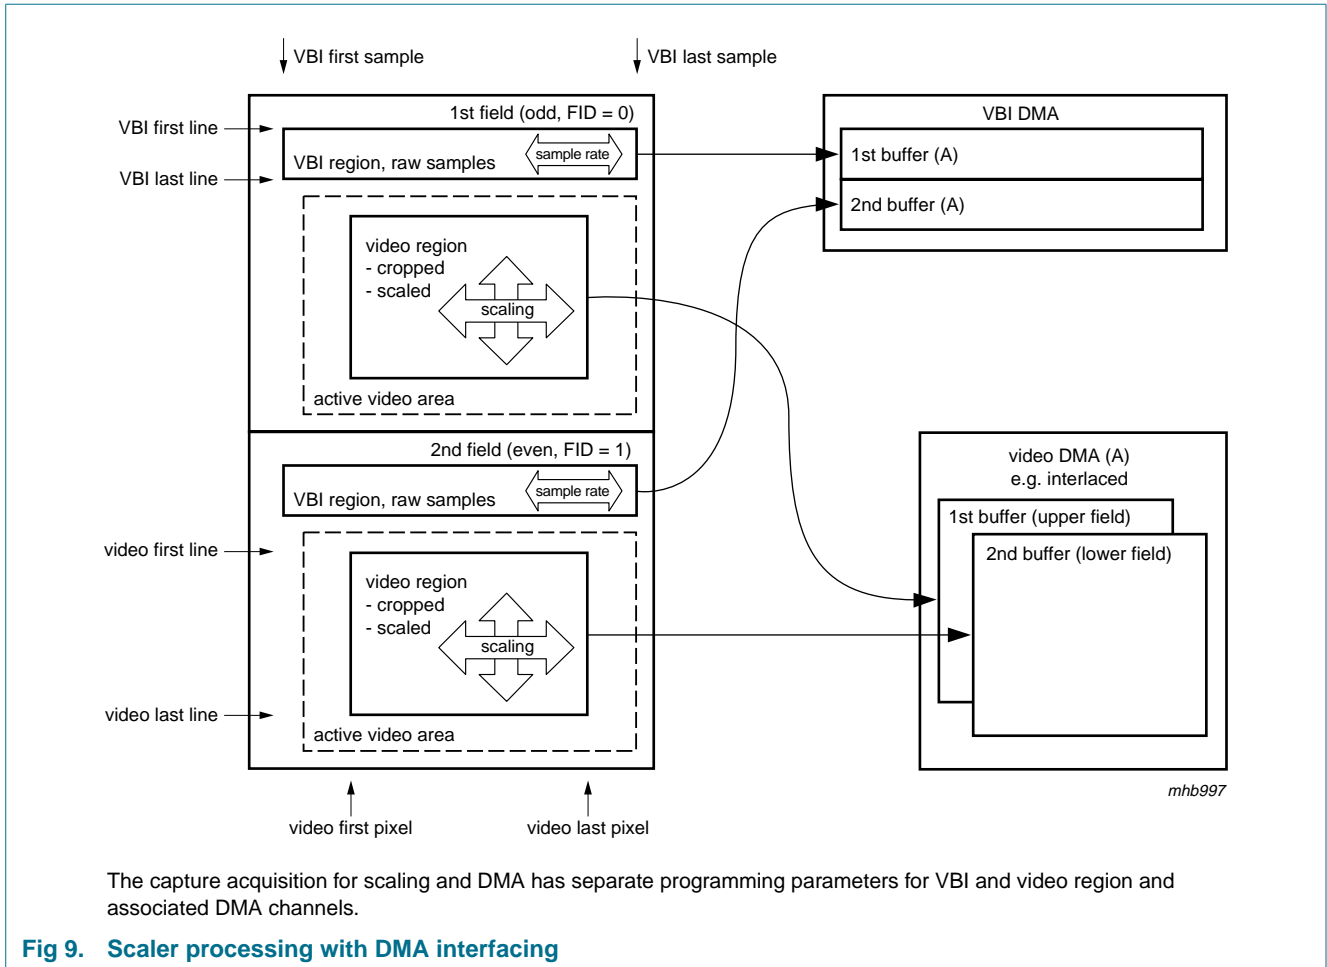 VBI first sample
VBI last sample
1st field (odd, FID = 0)
VBI first line
VBI region, raw samples
sample rate
VBI last line
video region
- cropped
- scaled
scaling
active video area
2nd field (even, FID = 1)
VBI region, raw samples
sample rate
video first line
video region
- cropped
- scaled
scaling
video last line
active video area
video first pixel
video last pixel
VBI DMA
1st buffer (A)
2nd buffer (A)
video DMA (A)
e.g. interlaced
1st buffer (upper field)
2nd buffer (lower field)
mhb997
The capture acquisition for scaling and DMA has separate programming parameters for VBI and video region and
associated DMA channels.
Fig 9. Scaler processing with DMA interfacing